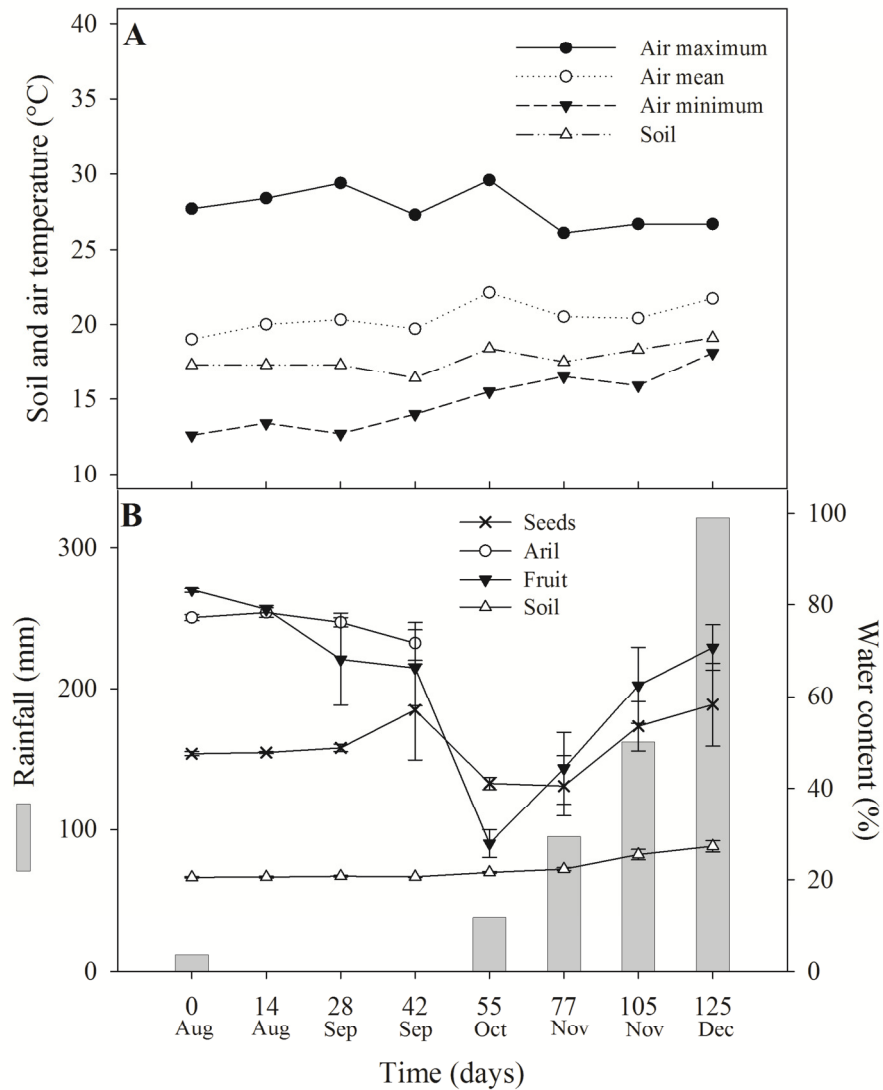 A
Air maximum
Air mean
Air minimum
Soil
Soil and air temperature (°C)
40
35
30
25
20
15
10
B
Seeds
Aril
Fruit
Soil
Rainfall (mm)
300
200
100
0
Water content (%)
100
80
60
40
20
0
0 14 28 42 55 77 105 125
Aug Aug Sep Sep Oct Nov Nov Dec
Time (days)